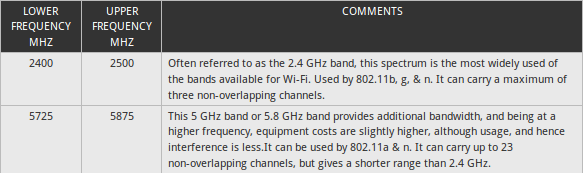 LOWER FREQUENCY MHZ UPPER FREQUENCY MHZ COMMENTS
2400 2500 Often referred to as the 2.4 GHz band, this spectrum is the most widely used of
the bands available for Wi-Fi. Used by 802.11b, g, & n. It can carry a maximum of
three non-overlapping channels.
5725 5875 This 5 GHz band or 5.8 GHz band provides additional bandwidth, and being at a
higher frequency, equipment costs are slightly higher, although usage, and hence
interference is less.It can be used by 802.11a & n. It can carry up to 23
non-overlapping channels, but gives a shorter range than 2.4 GHz.